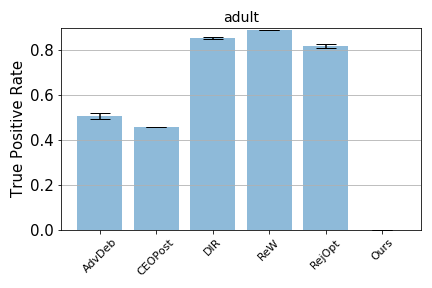 adult
True Positive Rate
0.8
0.6
0.4
0.2
0.0
AdvDeb
CEOPost
DIR
ReW
RejOpt
Ours